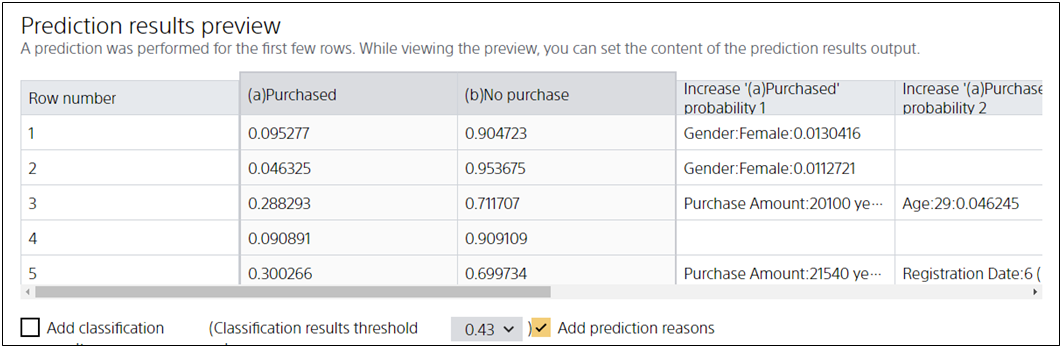 Prediction results preview
A prediction was performed for the first few rows. While viewing the preview, you can set the content of the prediction results output.
Row number (a)Purchased (b)No purchase Increase '(a)Purchased' probability 1 Increase '(a)Purchase probability 2
1 0.095277 0.904723 Gender:Female:0.0130416
2 0.046325 0.953675 Gender:Female:0.0112721
3 0.288293 0.711707 Purchase Amount:20100 ye··· Age:29:0.046245
4 0.090891 0.909109
5 0.300266 0.699734 Purchase Amount:21540 ye··· Registration Date:6 (
Add classification (Classification results threshold 0.43 ) Add prediction reasons